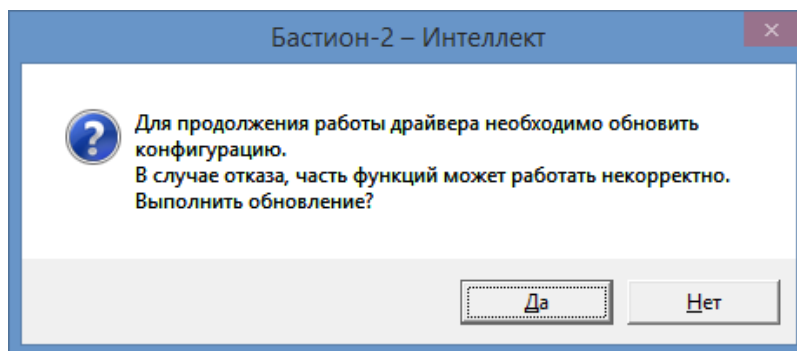 Бастион-2 – Интеллект
Для продолжения работы драйвера необходимо обновить
конфигурацию.
В случае отказа, часть функций может работать некорректно.
Выполнить обновление?
Да
Нет